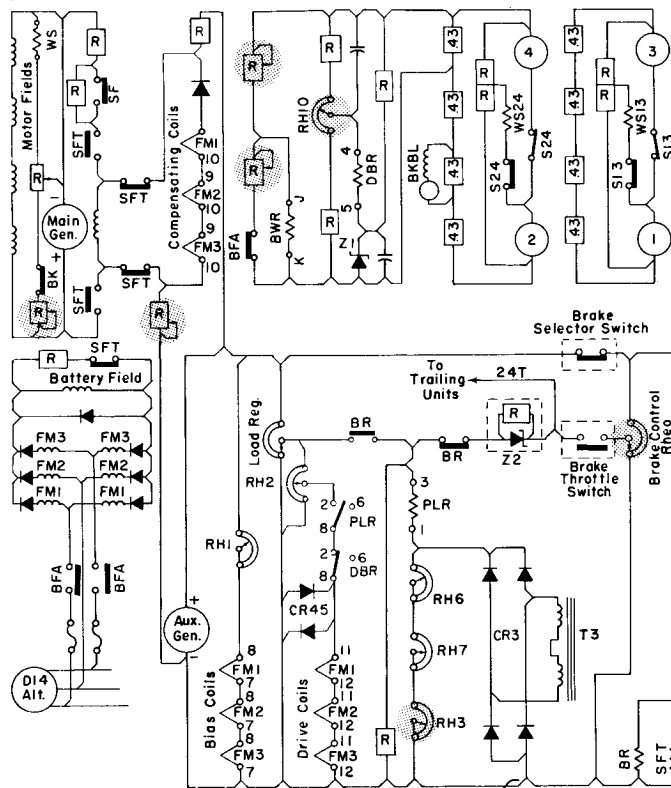 WS
Motor Fields
R
R
SF
SFT
SFT
R
Main
Gen.
-
+
BK
SFT
SFT
R
R
Compensating Coils
FM1
10
9
FM2
10
9
FM3
10
R
R
R
BFA
BWR
J
K
R
RH10
R
4
DBR
5
Z1
R
BKBL
.43
.43
.43
.43
4
R
R
WS24
S24
S24
2
.43
.43
.43
.43
3
R
R
WS13
S13
S13
1
R
SFT
Battery Field
FM3
FM3
FM2
FM2
FM1
FM1
BFA
BFA
D14
Alt.
Brake
Selector Switch
To
Trailing
Units
24T
R
Z2
Brake
Throttle
Switch
Brake Control
Rheo
Load Reg.
BR
BR
RH2
2
6
PLR
8
2
6
DBR
8
CR45
3
PLR
1
RH1
+
Aux.
Gen.
-
RH6
RH7
RH3
CR3
T3
Bias Coils
8
FM1
7
8
FM2
7
8
FM3
7
Drive Coils
11
FM1
12
11
FM2
12
11
FM3
12
R
BR
SFT